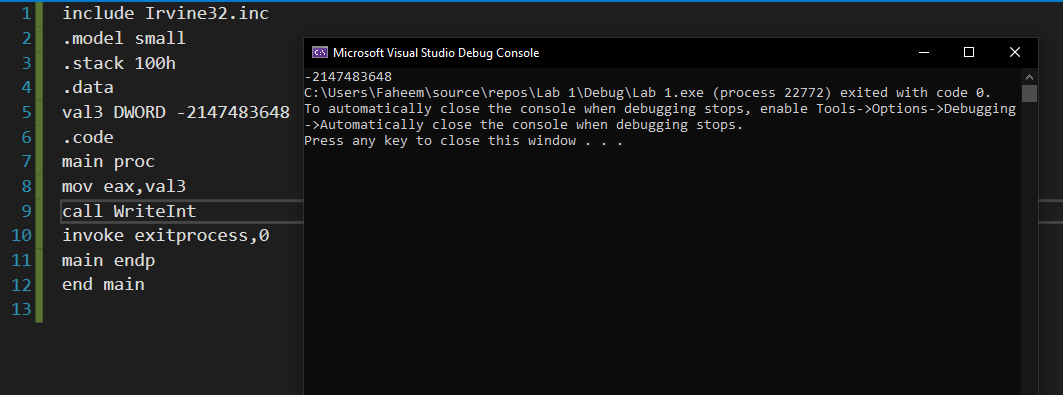 1 include Irvine32.inc
2 .model small
3 .stack 100h
4 .data
5 val3 DWORD -2147483648
6 .code
7 main proc
8 mov eax,val3
9 call WriteInt
10 invoke exitprocess,0
11 main endp
12 end main
13
C:\ Microsoft Visual Studio Debug Console
-2147483648
C:\Users\Faheem\source\repos\Lab 1\Debug\Lab 1.exe (process 22772) exited with code 0.
To automatically close the console when debugging stops, enable Tools->Options->Debugging
->Automatically close the console when debugging stops.
Press any key to close this window . . .